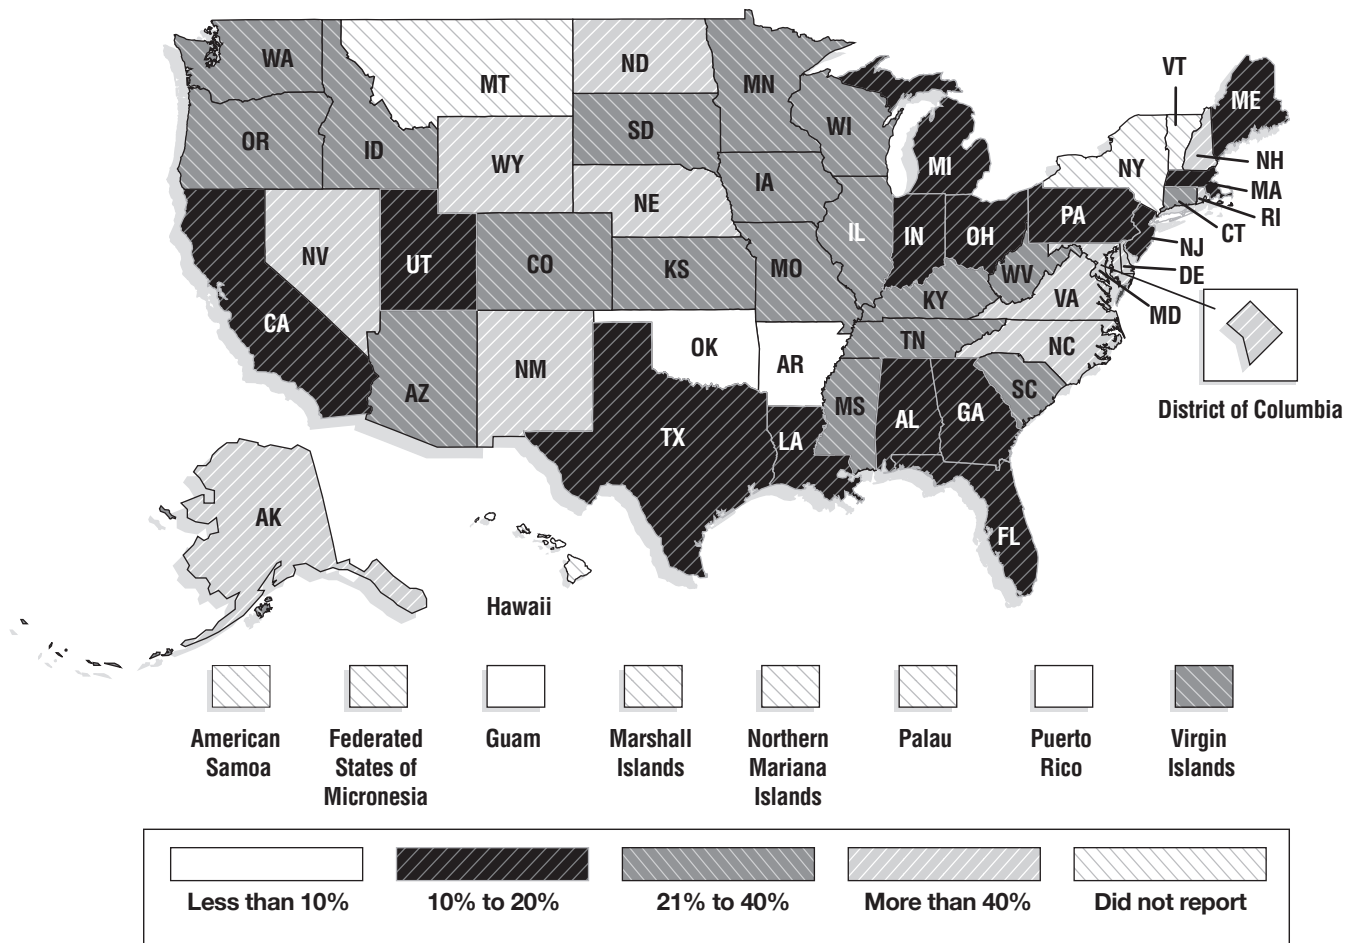 WA
MT
ND
MN
VT
ME
OR
ID
SD
WI
WY
MI
NY
NH
IA
NE
MA
RI
NV
UT
CO
KS
MO
IL
IN
OH
PA
CT
NJ
WV
DE
KY
VA
CA
MD
TN
NC
OK
AR
NM
AZ
SC
MS
AL
GA
TX
LA
District of Columbia
AK
FL
Hawaii
American
Samoa
Federated
States of
Micronesia
Guam
Marshall
Islands
Northern
Mariana
Islands
Palau
Puerto
Rico
Virgin
Islands
Less than 10%
10% to 20%
21% to 40%
More than 40%
Did not report